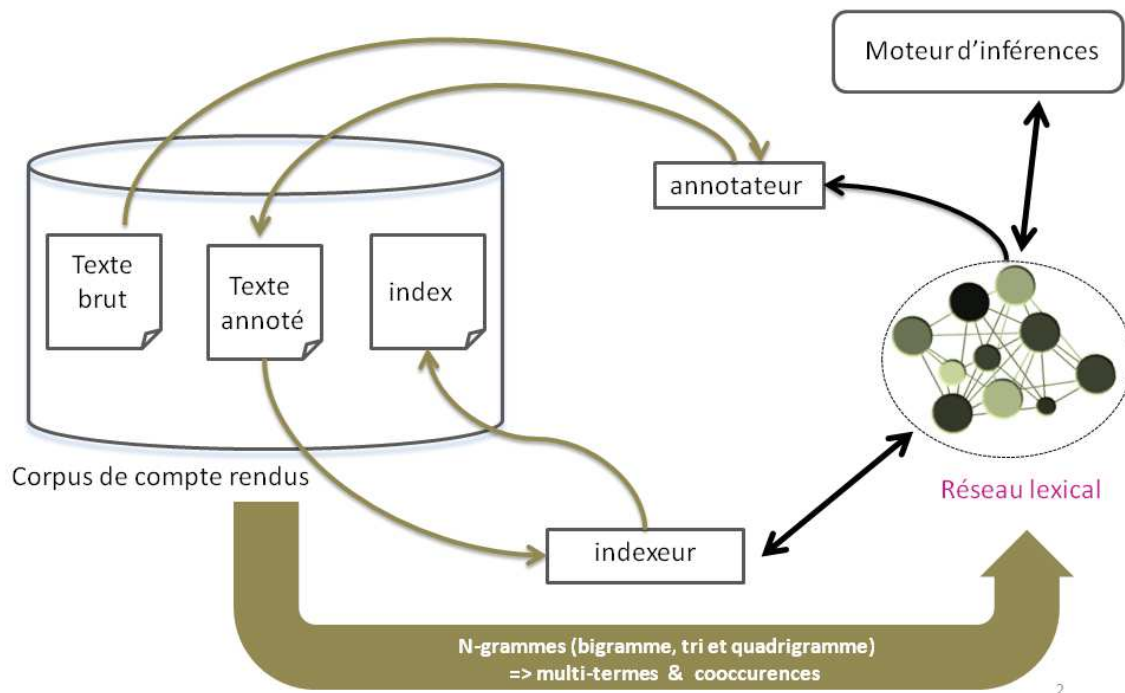 Moteur d'inférences
annotateur
Texte
brut
Texte
annoté
index
Corpus de compte rendus
Réseau lexical
indexeur
N-grammes (bigramme, tri et quadrigramme)
=> multi-termes & cooccurences
2